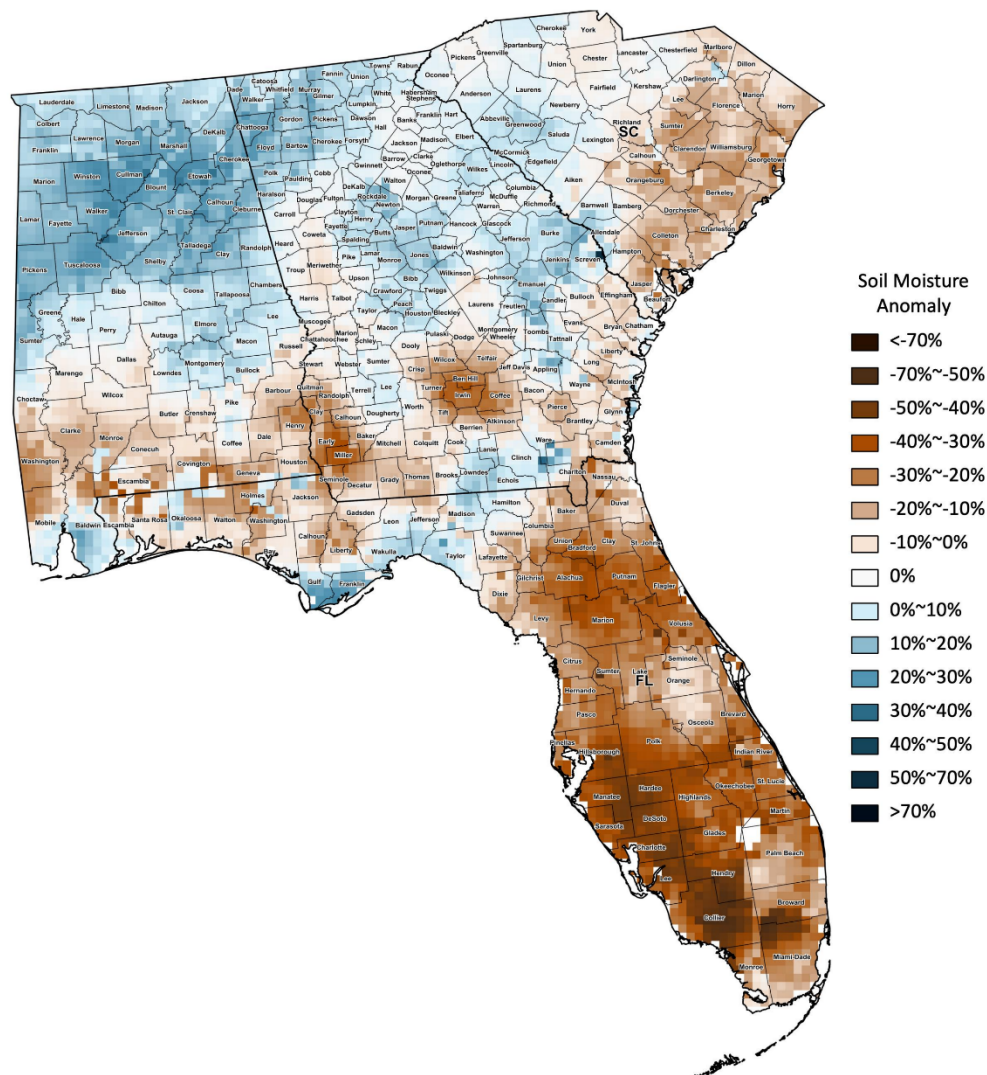 Cherokee
York
Spartanburg
Pickens
Greenville
Lancaster
Chesterfield
Marlboro
Union
Chester
Oconee
Dillon
Darlington
Anderson
Laurens
Fairfield
Kershaw
Lee
Marion
Florence
Newberry
Horry
Abbeville
Greenwood
Saluda
Richland
SC
Sumter
Lexington
Clarendon
Williamsburg
Calhoun
McCormick
Edgefield
Georgetown
Aiken
Orangeburg
Berkeley
Barnwell
Bamberg
Dorchester
Allendale
Charleston
Colleton
Hampton
Jasper
Beaufort
Lauderdale
Limestone
Madison
Jackson
Colbert
Lawrence
Morgan
Marshall
DeKalb
Franklin
Cherokee
Marion
Winston
Cullman
Etowah
Blount
Walker
St. Clair
Calhoun
Cleburne
Lamar
Fayette
Jefferson
Talladega
Randolph
Pickens
Tuscaloosa
Shelby
Clay
Bibb
Chilton
Coosa
Tallapoosa
Chambers
Greene
Hale
Perry
Autauga
Elmore
Lee
Sumter
Macon
Dallas
Lowndes
Montgomery
Russell
Marengo
Bullock
Choctaw
Wilcox
Butler
Crenshaw
Pike
Barbour
Clarke
Monroe
Conecuh
Coffee
Dale
Henry
Washington
Covington
Escambia
Geneva
Houston
Mobile
Baldwin
Dade
Catoosa
Walker
Whitfield
Murray
Fannin
Gilmer
Union
Towns
Rabun
White
Habersham
Stephens
Lumpkin
Chattooga
Gordon
Pickens
Dawson
Hall
Banks
Franklin
Hart
Floyd
Bartow
Cherokee
Forsyth
Jackson
Madison
Elbert
Polk
Paulding
Cobb
Gwinnett
Barrow
Clarke
Oglethorpe
Wilkes
Lincoln
Haralson
DeKalb
Walton
Oconee
Douglas
Fulton
Rockdale
Newton
Morgan
Greene
Taliaferro
Columbia
McDuffie
Warren
Richmond
Carroll
Clayton
Henry
Fayette
Coweta
Spalding
Butts
Jasper
Putnam
Hancock
Glascock
Heard
Jefferson
Burke
Troup
Meriwether
Pike
Lamar
Monroe
Jones
Baldwin
Washington
Upson
Bibb
Wilkinson
Jenkins
Screven
Harris
Talbot
Crawford
Twiggs
Johnson
Emanuel
Peach
Taylor
Houston
Bleckley
Laurens
Treutlen
Candler
Bulloch
Effingham
Muscogee
Marion
Macon
Chattahoochee
Schley
Pulaski
Dodge
Montgomery
Wheeler
Toombs
Evans
Bryan
Chatham
Tattnall
Stewart
Webster
Sumter
Dooly
Wilcox
Telfair
Jeff Davis
Appling
Long
Liberty
Quitman
Randolph
Terrell
Lee
Crisp
Turner
Ben Hill
Bacon
Wayne
McIntosh
Clay
Calhoun
Dougherty
Worth
Irwin
Coffee
Tift
Pierce
Glynn
Early
Baker
Mitchell
Colquitt
Cook
Berrien
Atkinson
Brantley
Miller
Lanier
Ware
Camden
Clinch
Seminole
Decatur
Grady
Thomas
Brooks
Lowndes
Echols
Charlton
Escambia
Santa Rosa
Okaloosa
Walton
Holmes
Washington
Jackson
Bay
Calhoun
Gadsden
Liberty
Leon
Jefferson
Madison
Hamilton
Wakulla
Taylor
Suwannee
Columbia
Baker
Nassau
Duval
Gulf
Franklin
Lafayette
Union
Bradford
Clay
St. Johns
Dixie
Gilchrist
Alachua
Putnam
Flagler
Levy
Marion
Volusia
Citrus
Sumter
Lake
FL
Seminole
Orange
Hernando
Pasco
Osceola
Brevard
Pinellas
Hillsborough
Polk
Indian River
Manatee
Hardee
Highlands
Okeechobee
St. Lucie
Sarasota
DeSoto
Martin
Charlotte
Glades
Lee
Hendry
Palm Beach
Collier
Broward
Monroe
Miami-Dade
Soil Moisture
Anomaly
<-70%
-70%~-50%
-50%~-40%
-40%~-30%
-30%~-20%
-20%~-10%
-10%~0%
0%
0%~10%
10%~20%
20%~30%
30%~40%
40%~50%
50%~70%
>70%